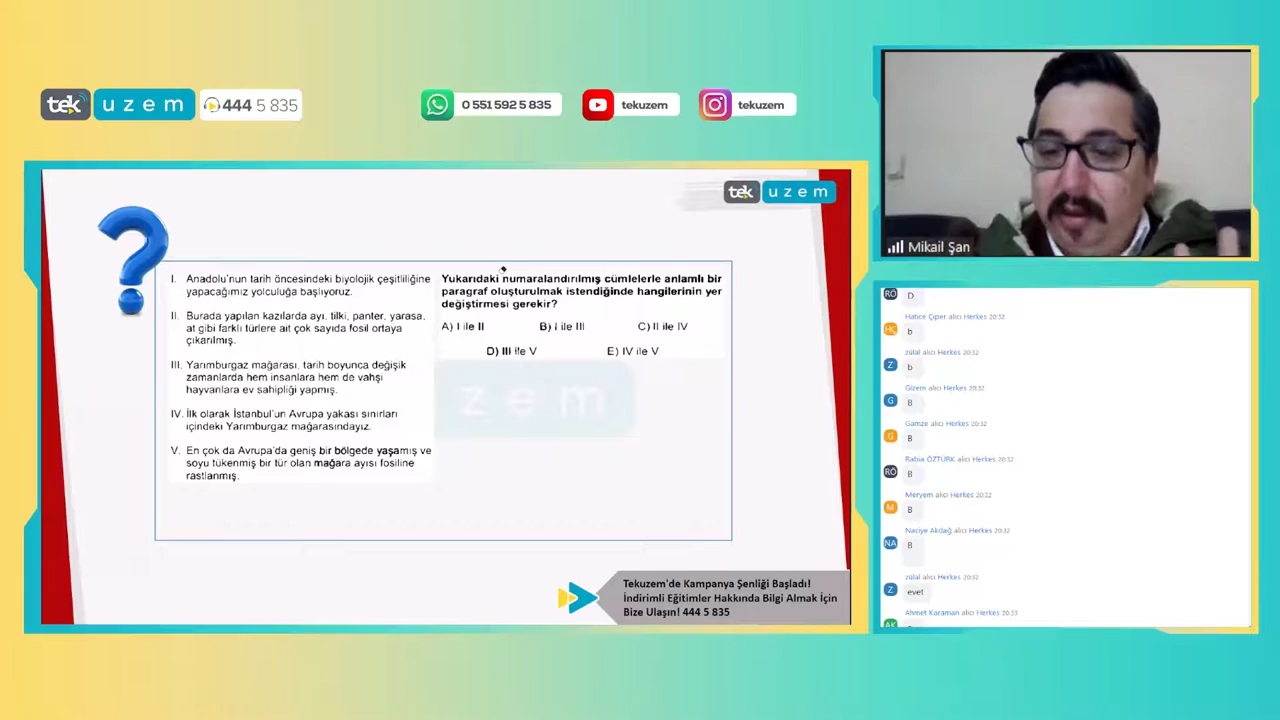 tek uzem 444 5 835
0 551 592 5 835
tekuzem
tekuzem
tek uzem
I. Anadolu'nun tarih öncesindeki biyolojik çeşitliliğine
yapacağımız yolculuğa başlıyoruz.
II. Burada yapılan kazılarda ayı, tilki, panter, yarasa,
at gibi farklı türlere ait çok sayıda fosil ortaya
çıkarılmış.
III. Yarımburgaz mağarası, tarih boyunca değişik
zamanlarda hem insanlara hem de vahşi
hayvanlara ev sahipliği yapmış.
IV. İlk olarak İstanbul'un Avrupa yakası sınırları
içindeki Yarımburgaz mağarasındayız.
V. En çok da Avrupa'da geniş bir bölgede yaşamış ve
soyu tükenmiş bir tür olan mağara ayısı fosiline
rastlanmış.
Yukarıdaki numaralandırılmış cümlelerle anlamlı bir
paragraf oluşturulmak istendiğinde hangilerinin yer
değiştirmesi gerekir?
A) I ile II B) I ile III C) II ile IV
D) III ile V E) IV ile V
zem
Tekuzem'de Kampanya Şenliği Başladı!
İndirimli Eğitimler Hakkında Bilgi Almak İçin
Bize Ulaşın! 444 5 835
Mikail Şan
RÖ D
Hatice Çiper alıcı Herkes 20:32
HÇ b
zülal alıcı Herkes 20:32
Z b
Gizem alıcı Herkes 20:32
G B
Gamze alıcı Herkes 20:32
G B
Rabia ÖZTÜRK alıcı Herkes 20:32
RÖ B
Meryem alıcı Herkes 20:32
M B
Naciye Akdağ alıcı Herkes 20:32
NA B
zülal alıcı Herkes 20:32
Z evet
Ahmet Karaman alıcı Herkes 20:33
AK